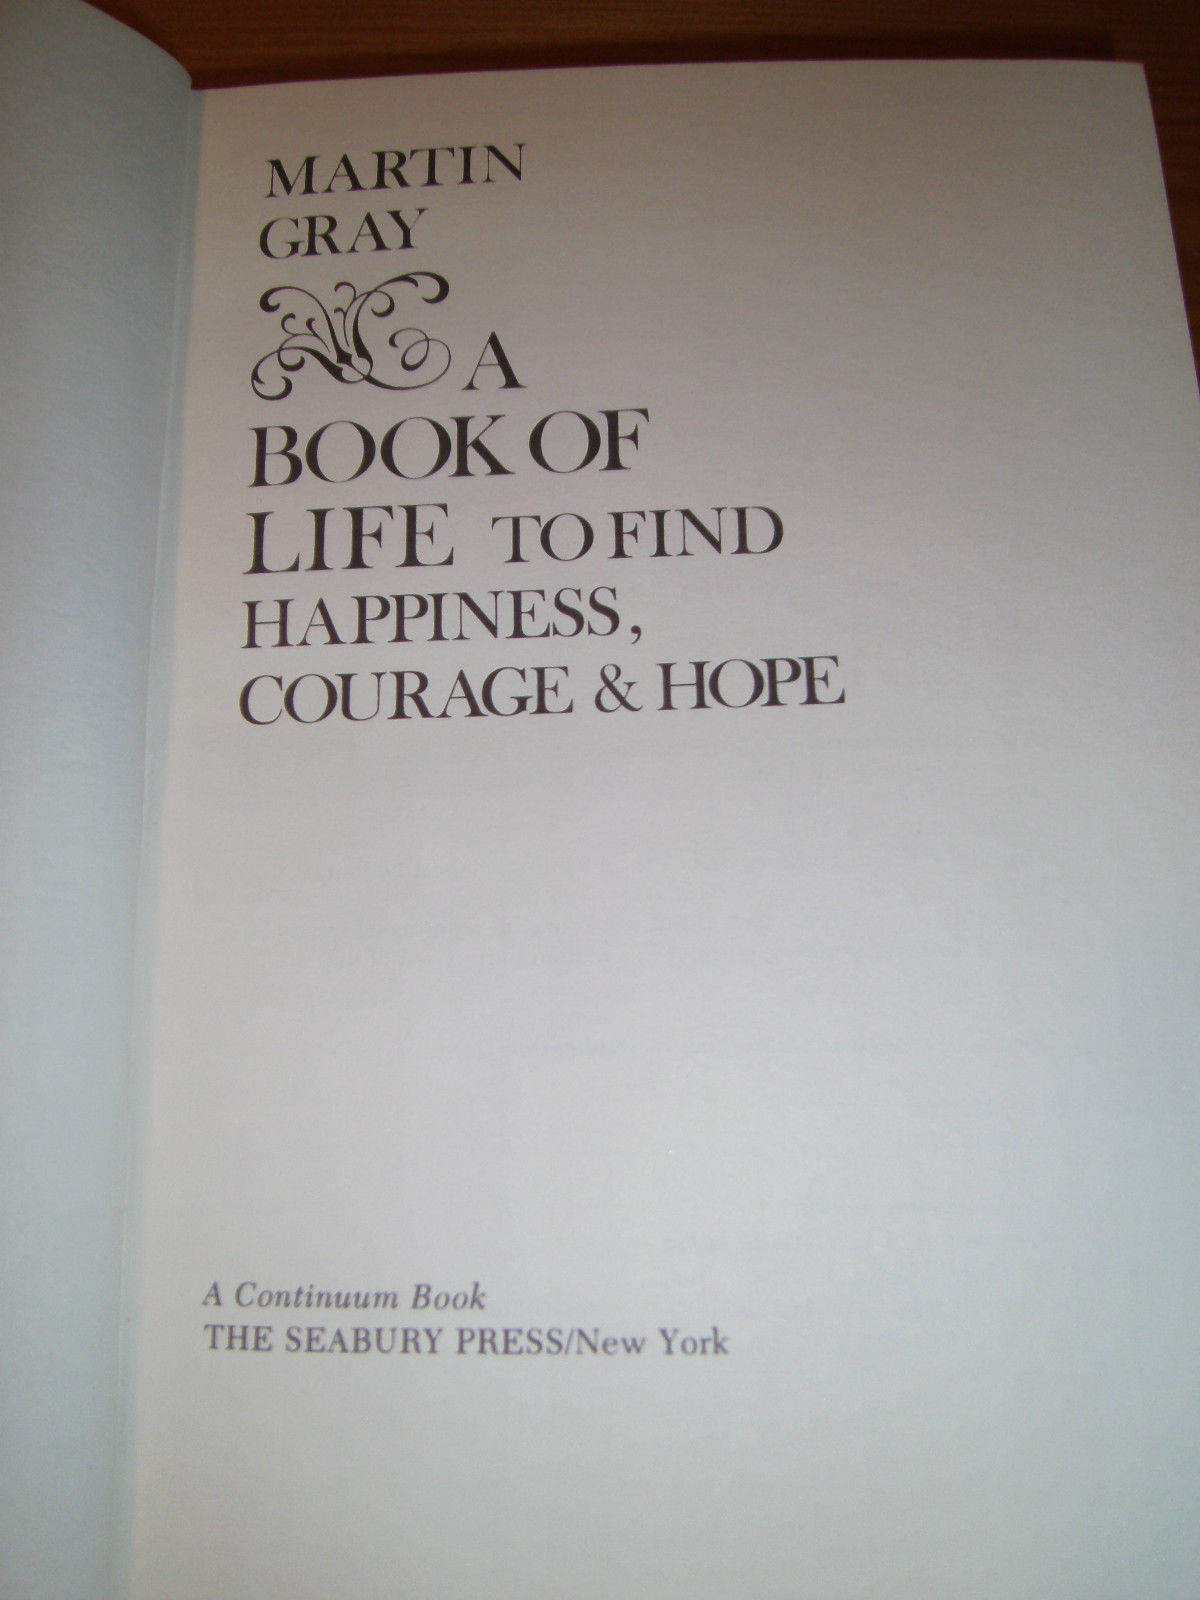 MARTIN
GRAY
A
BOOK OF
LIFE TO FIND
HAPPINESS,
COURAGE & HOPE
A Continuum Book
THE SEABURY PRESS/New York